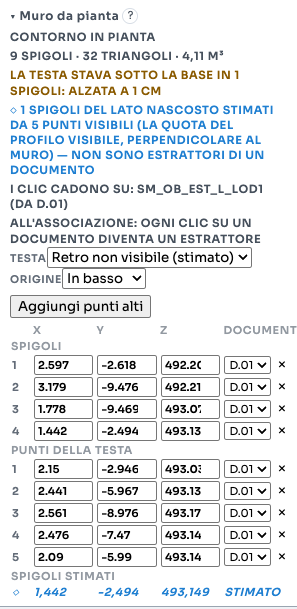 ▾ Muro da pianta ?
CONTORNO IN PIANTA
9 SPIGOLI · 32 TRIANGOLI · 4,11 M³
LA TESTA STAVA SOTTO LA BASE IN 1
SPIGOLI: ALZATA A 1 CM
◇ 1 SPIGOLI DEL LATO NASCOSTO STIMATI
DA 5 PUNTI VISIBILI (LA QUOTA DEL
PROFILO VISIBILE, PERPENDICOLARE AL
MURO) — NON SONO ESTRATTORI DI UN
DOCUMENTO
I CLIC CADONO SU: SM_OB_EST_L_LOD1
(DA D.01)
ALL'ASSOCIAZIONE: OGNI CLIC SU UN
DOCUMENTO DIVENTA UN ESTRATTORE
TESTA Retro non visibile (stimato)
ORIGINE In basso
Aggiungi punti alti
X Y Z DOCUMENT
SPIGOLI
1 2.597 -2.618 492.20 D.01 ×
2 3.179 -9.476 492.21 D.01 ×
3 1.778 -9.469 493.07 D.01 ×
4 1.442 -2.494 493.13 D.01 ×
PUNTI DELLA TESTA
1 2.15 -2.946 493.03 D.01 ×
2 2.441 -5.967 493.13 D.01 ×
3 2.561 -8.976 493.17 D.01 ×
4 2.476 -7.47 493.14 D.01 ×
5 2.09 -5.99 493.14 D.01 ×
SPIGOLI STIMATI
◇ 1,442 -2,494 493,149 STIMATO